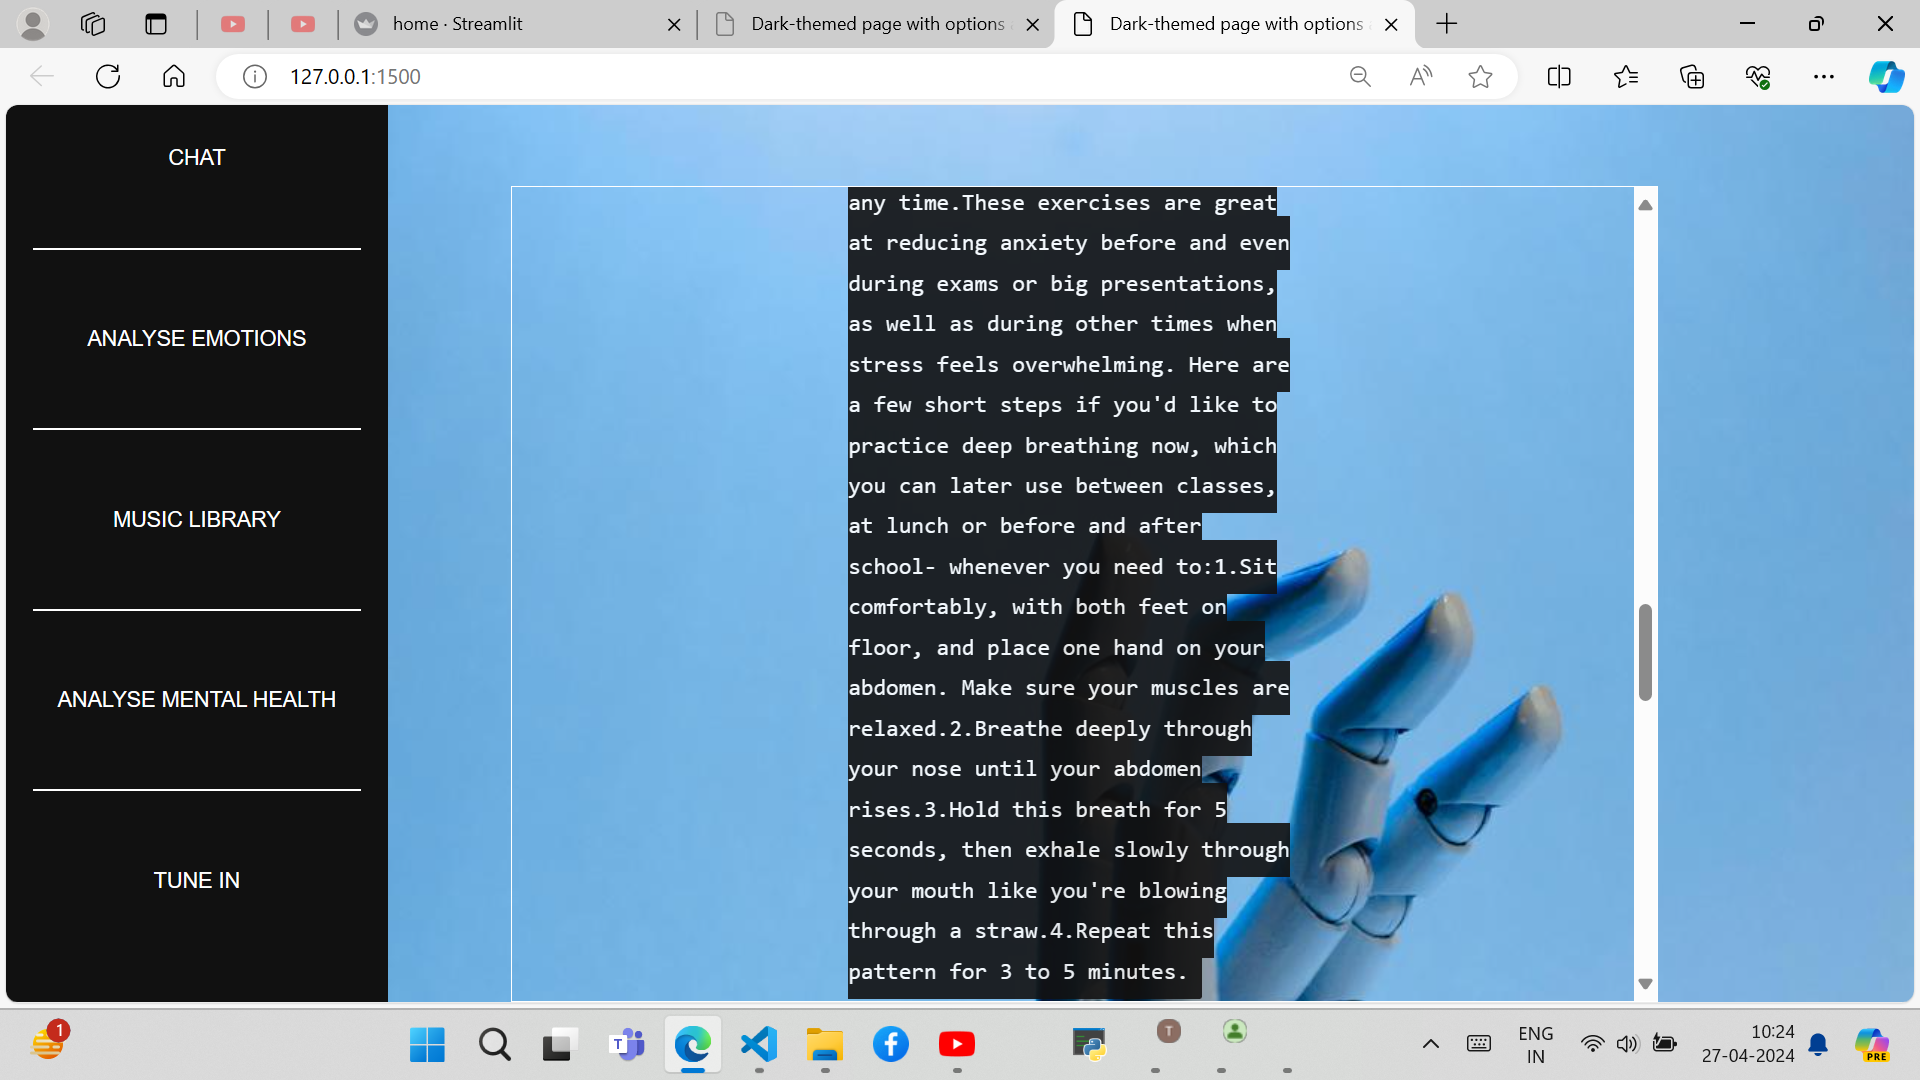 home · Streamlit
Dark-themed page with options
Dark-themed page with options
127.0.0.1:1500
CHAT
ANALYSE EMOTIONS
MUSIC LIBRARY
ANALYSE MENTAL HEALTH
TUNE IN
any time.These exercises are great
at reducing anxiety before and even
during exams or big presentations,
as well as during other times when
stress feels overwhelming. Here are
a few short steps if you'd like to
practice deep breathing now, which
you can later use between classes,
at lunch or before and after
school- whenever you need to:1.Sit
comfortably, with both feet on
floor, and place one hand on your
abdomen. Make sure your muscles are
relaxed.2.Breathe deeply through
your nose until your abdomen
rises.3.Hold this breath for 5
seconds, then exhale slowly through
your mouth like you're blowing
through a straw.4.Repeat this
pattern for 3 to 5 minutes.
1
T
T
ENG
IN
10:24
27-04-2024
PRE